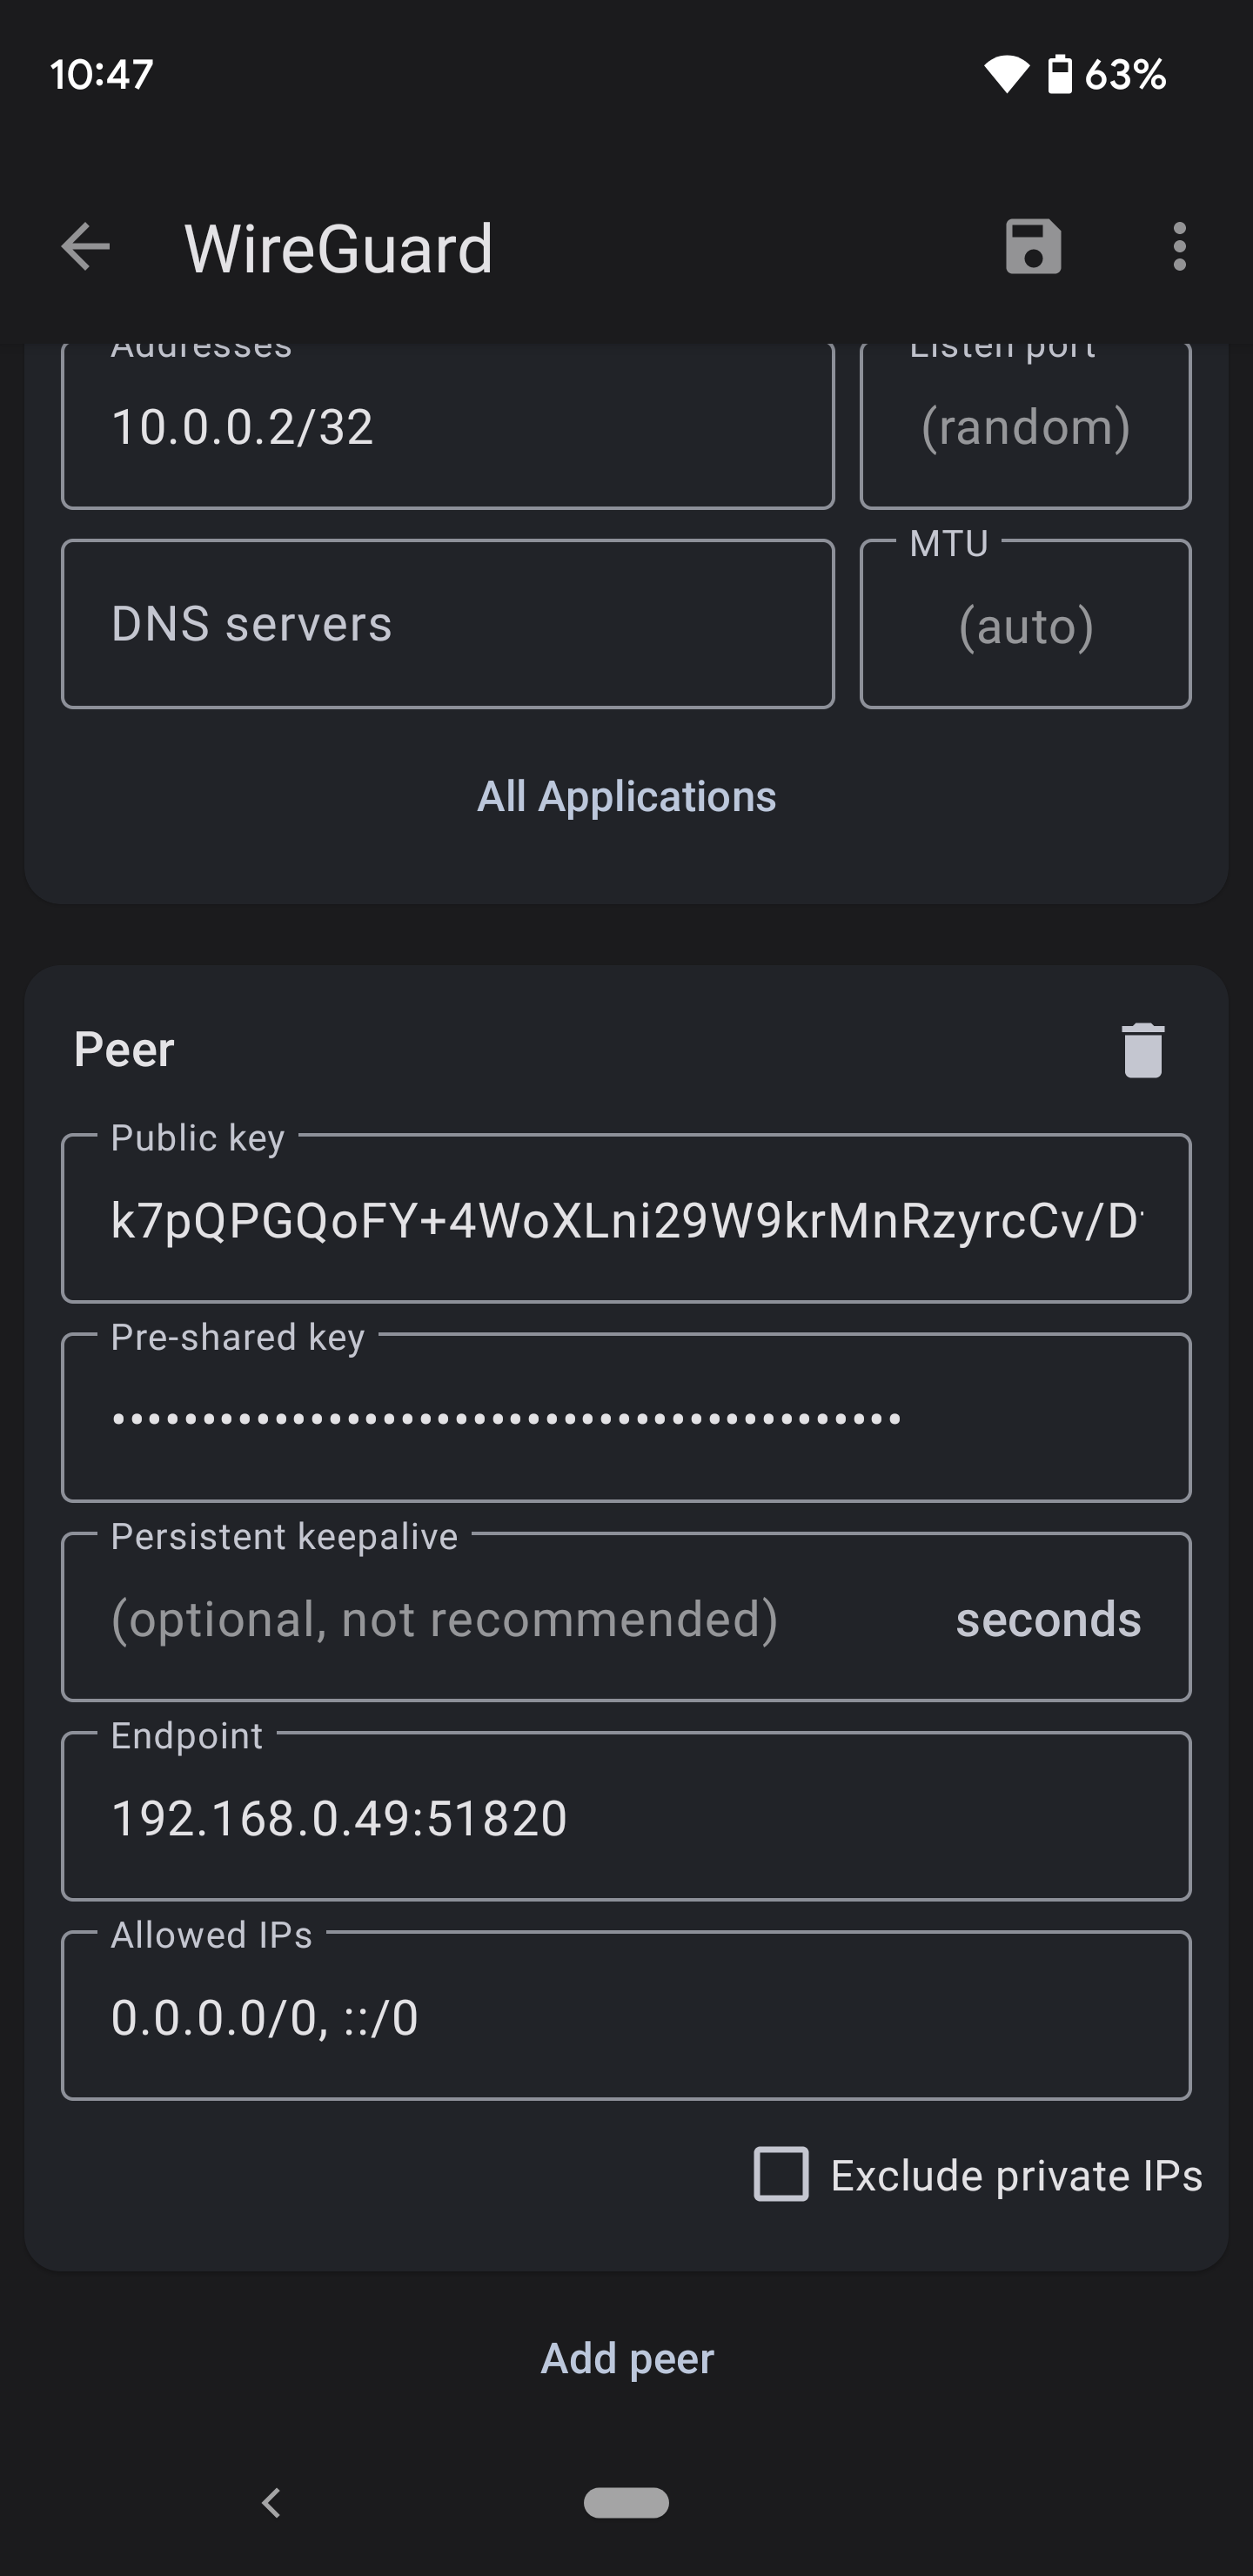 10:47
63%
WireGuard
Addresses
Listen port
10.0.0.2/32
(random)
MTU
DNS servers
(auto)
All Applications
Peer
Public key
k7pQPGQoFY+4WoXLni29W9krMnRzyrcCv/D
Pre-shared key
••••••••••••••••••••••••••••••••••••••••••••
Persistent keepalive
(optional, not recommended)
seconds
Endpoint
192.168.0.49:51820
Allowed IPs
0.0.0.0/0, ::/0
Exclude private IPs
Add peer